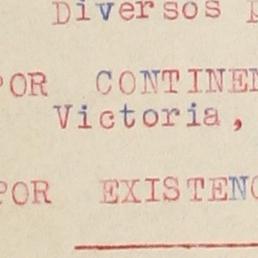 Diversos
POR CONTINEN
Victoria,
POR EXISTENC